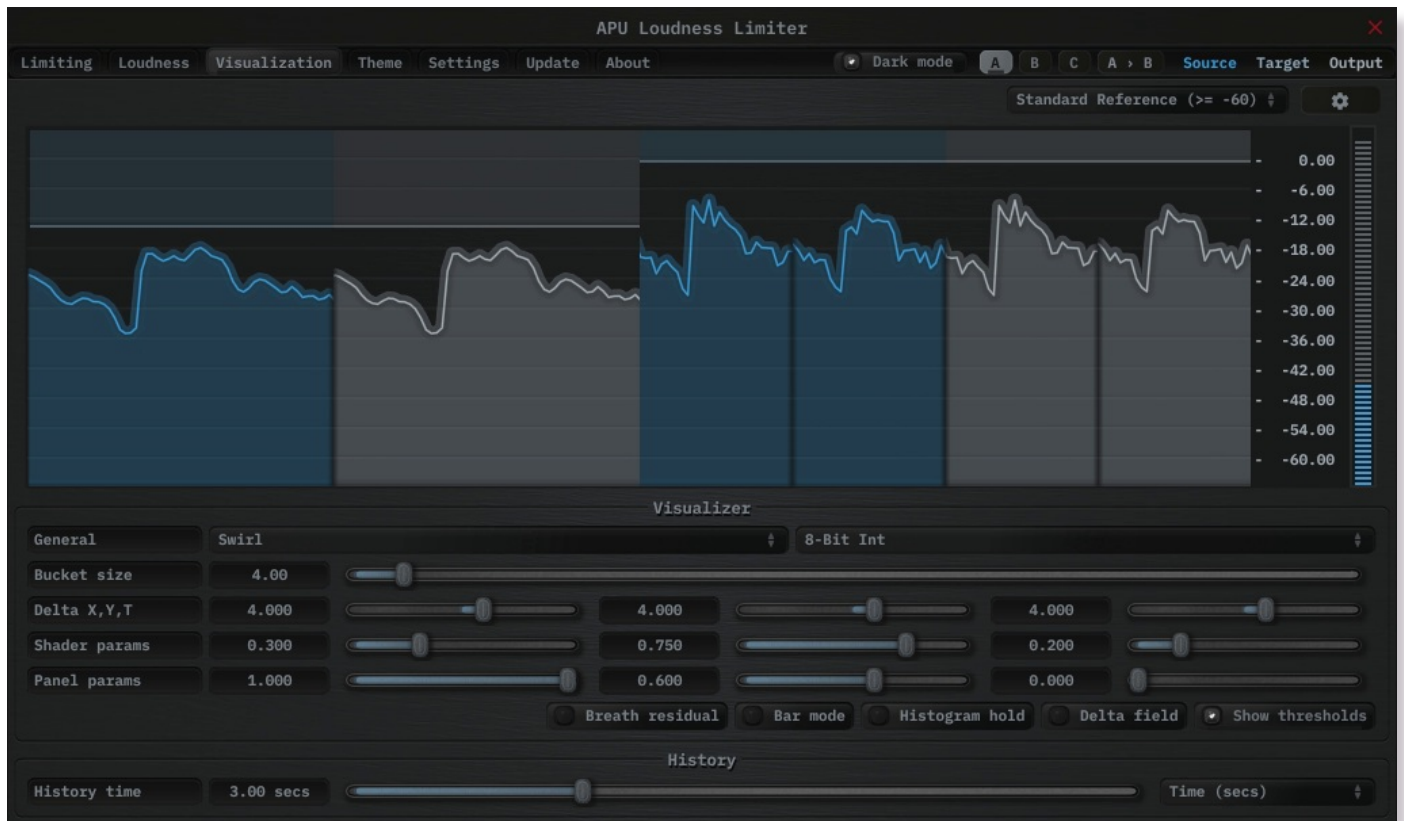 APU Loudness Limiter
Limiting Loudness Visualization Theme Settings Update About Dark mode A B C A › B Source Target Output
Standard Reference (>= -60)
- 0.00
- -6.00
- -12.00
- -18.00
- -24.00
- -30.00
- -36.00
- -42.00
- -48.00
- -54.00
- -60.00
Visualizer
General Swirl 8-Bit Int
Bucket size 4.00
Delta X,Y,T 4.000 4.000 4.000
Shader params 0.300 0.750 0.200
Panel params 1.000 0.600 0.000
Breath residual Bar mode Histogram hold Delta field Show thresholds
History
History time 3.00 secs Time (secs)